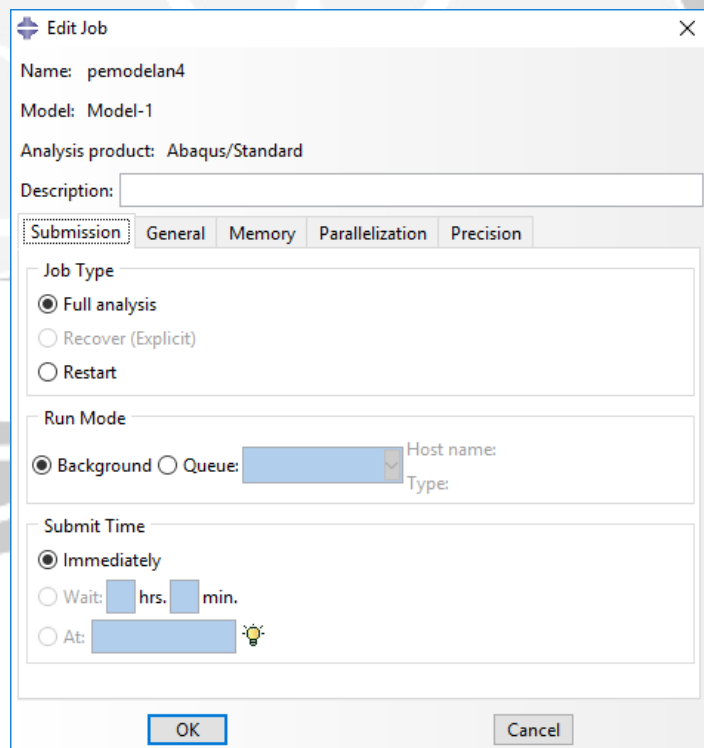 Edit Job
Name: pemodelan4
Model: Model-1
Analysis product: Abaqus/Standard
Description:
Submission General Memory Parallelization Precision
Job Type
Full analysis
Recover (Explicit)
Restart
Run Mode
Background Queue: Host name:
Type:
Submit Time
Immediately
Wait: hrs. min.
At:
OK Cancel